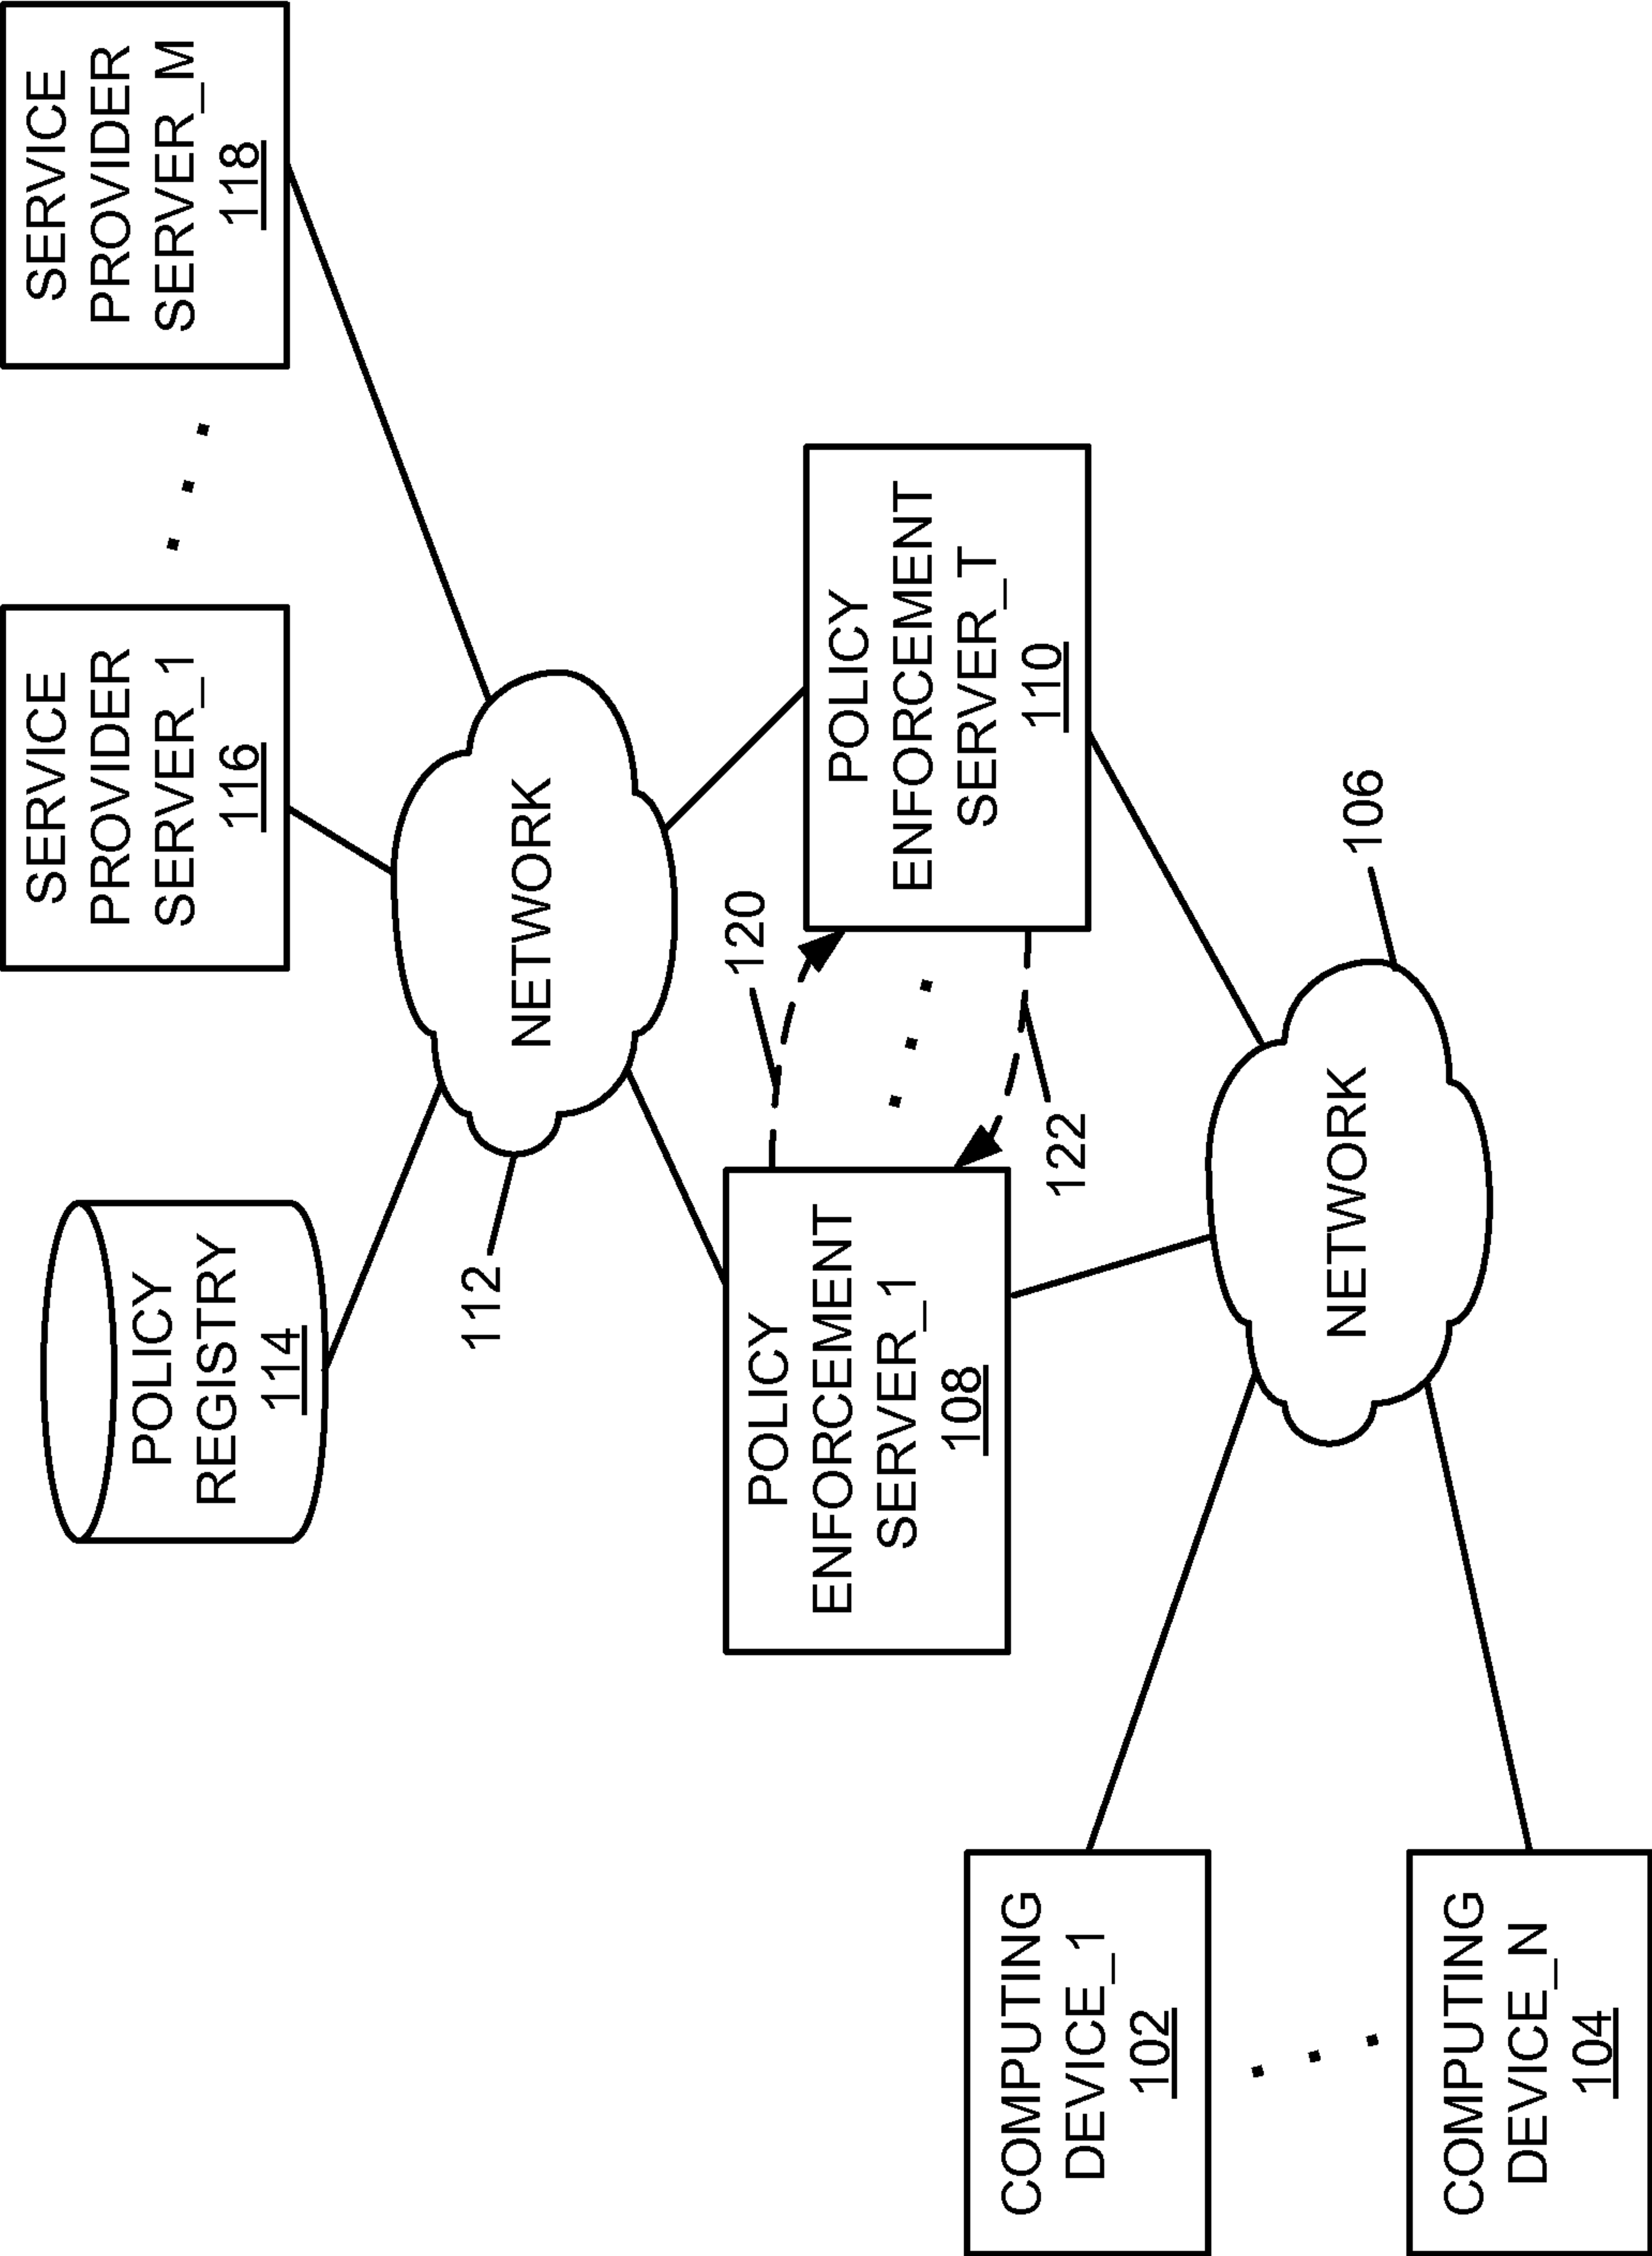 POLICY
REGISTRY
114
SERVICE
PROVIDER
SERVER_1
116
SERVICE
PROVIDER
SERVER_M
118
NETWORK
112
POLICY
ENFORCEMENT
SERVER_1
108
120
122
POLICY
ENFORCEMENT
SERVER_T
110
COMPUTING
DEVICE_1
102
NETWORK
106
COMPUTING
DEVICE_N
104